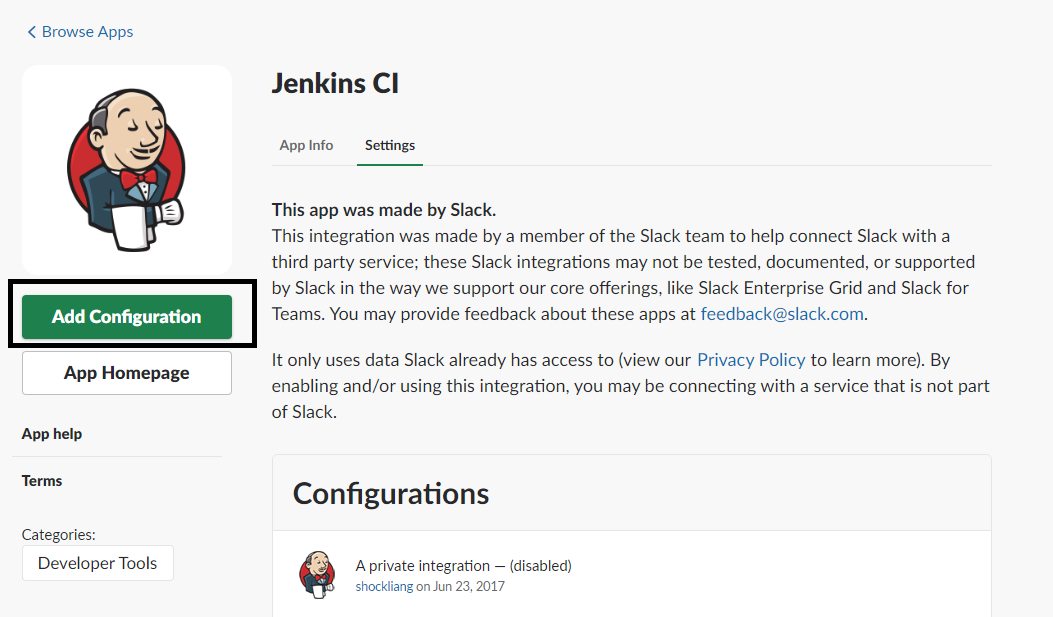 Browse Apps
Jenkins CI
App Info
Settings
This app was made by Slack.
This integration was made by a member of the Slack team to help connect Slack with a
third party service; these Slack integrations may not be tested, documented, or supported
by Slack in the way we support our core offerings, like Slack Enterprise Grid and Slack for
Teams. You may provide feedback about these apps at feedback@slack.com.
It only uses data Slack already has access to (view our Privacy Policy to learn more). By
enabling and/or using this integration, you may be connecting with a service that is not part
of Slack.
Add Configuration
App Homepage
App help
Terms
Categories:
Developer Tools
Configurations
A private integration — (disabled)
shockliang on Jun 23, 2017